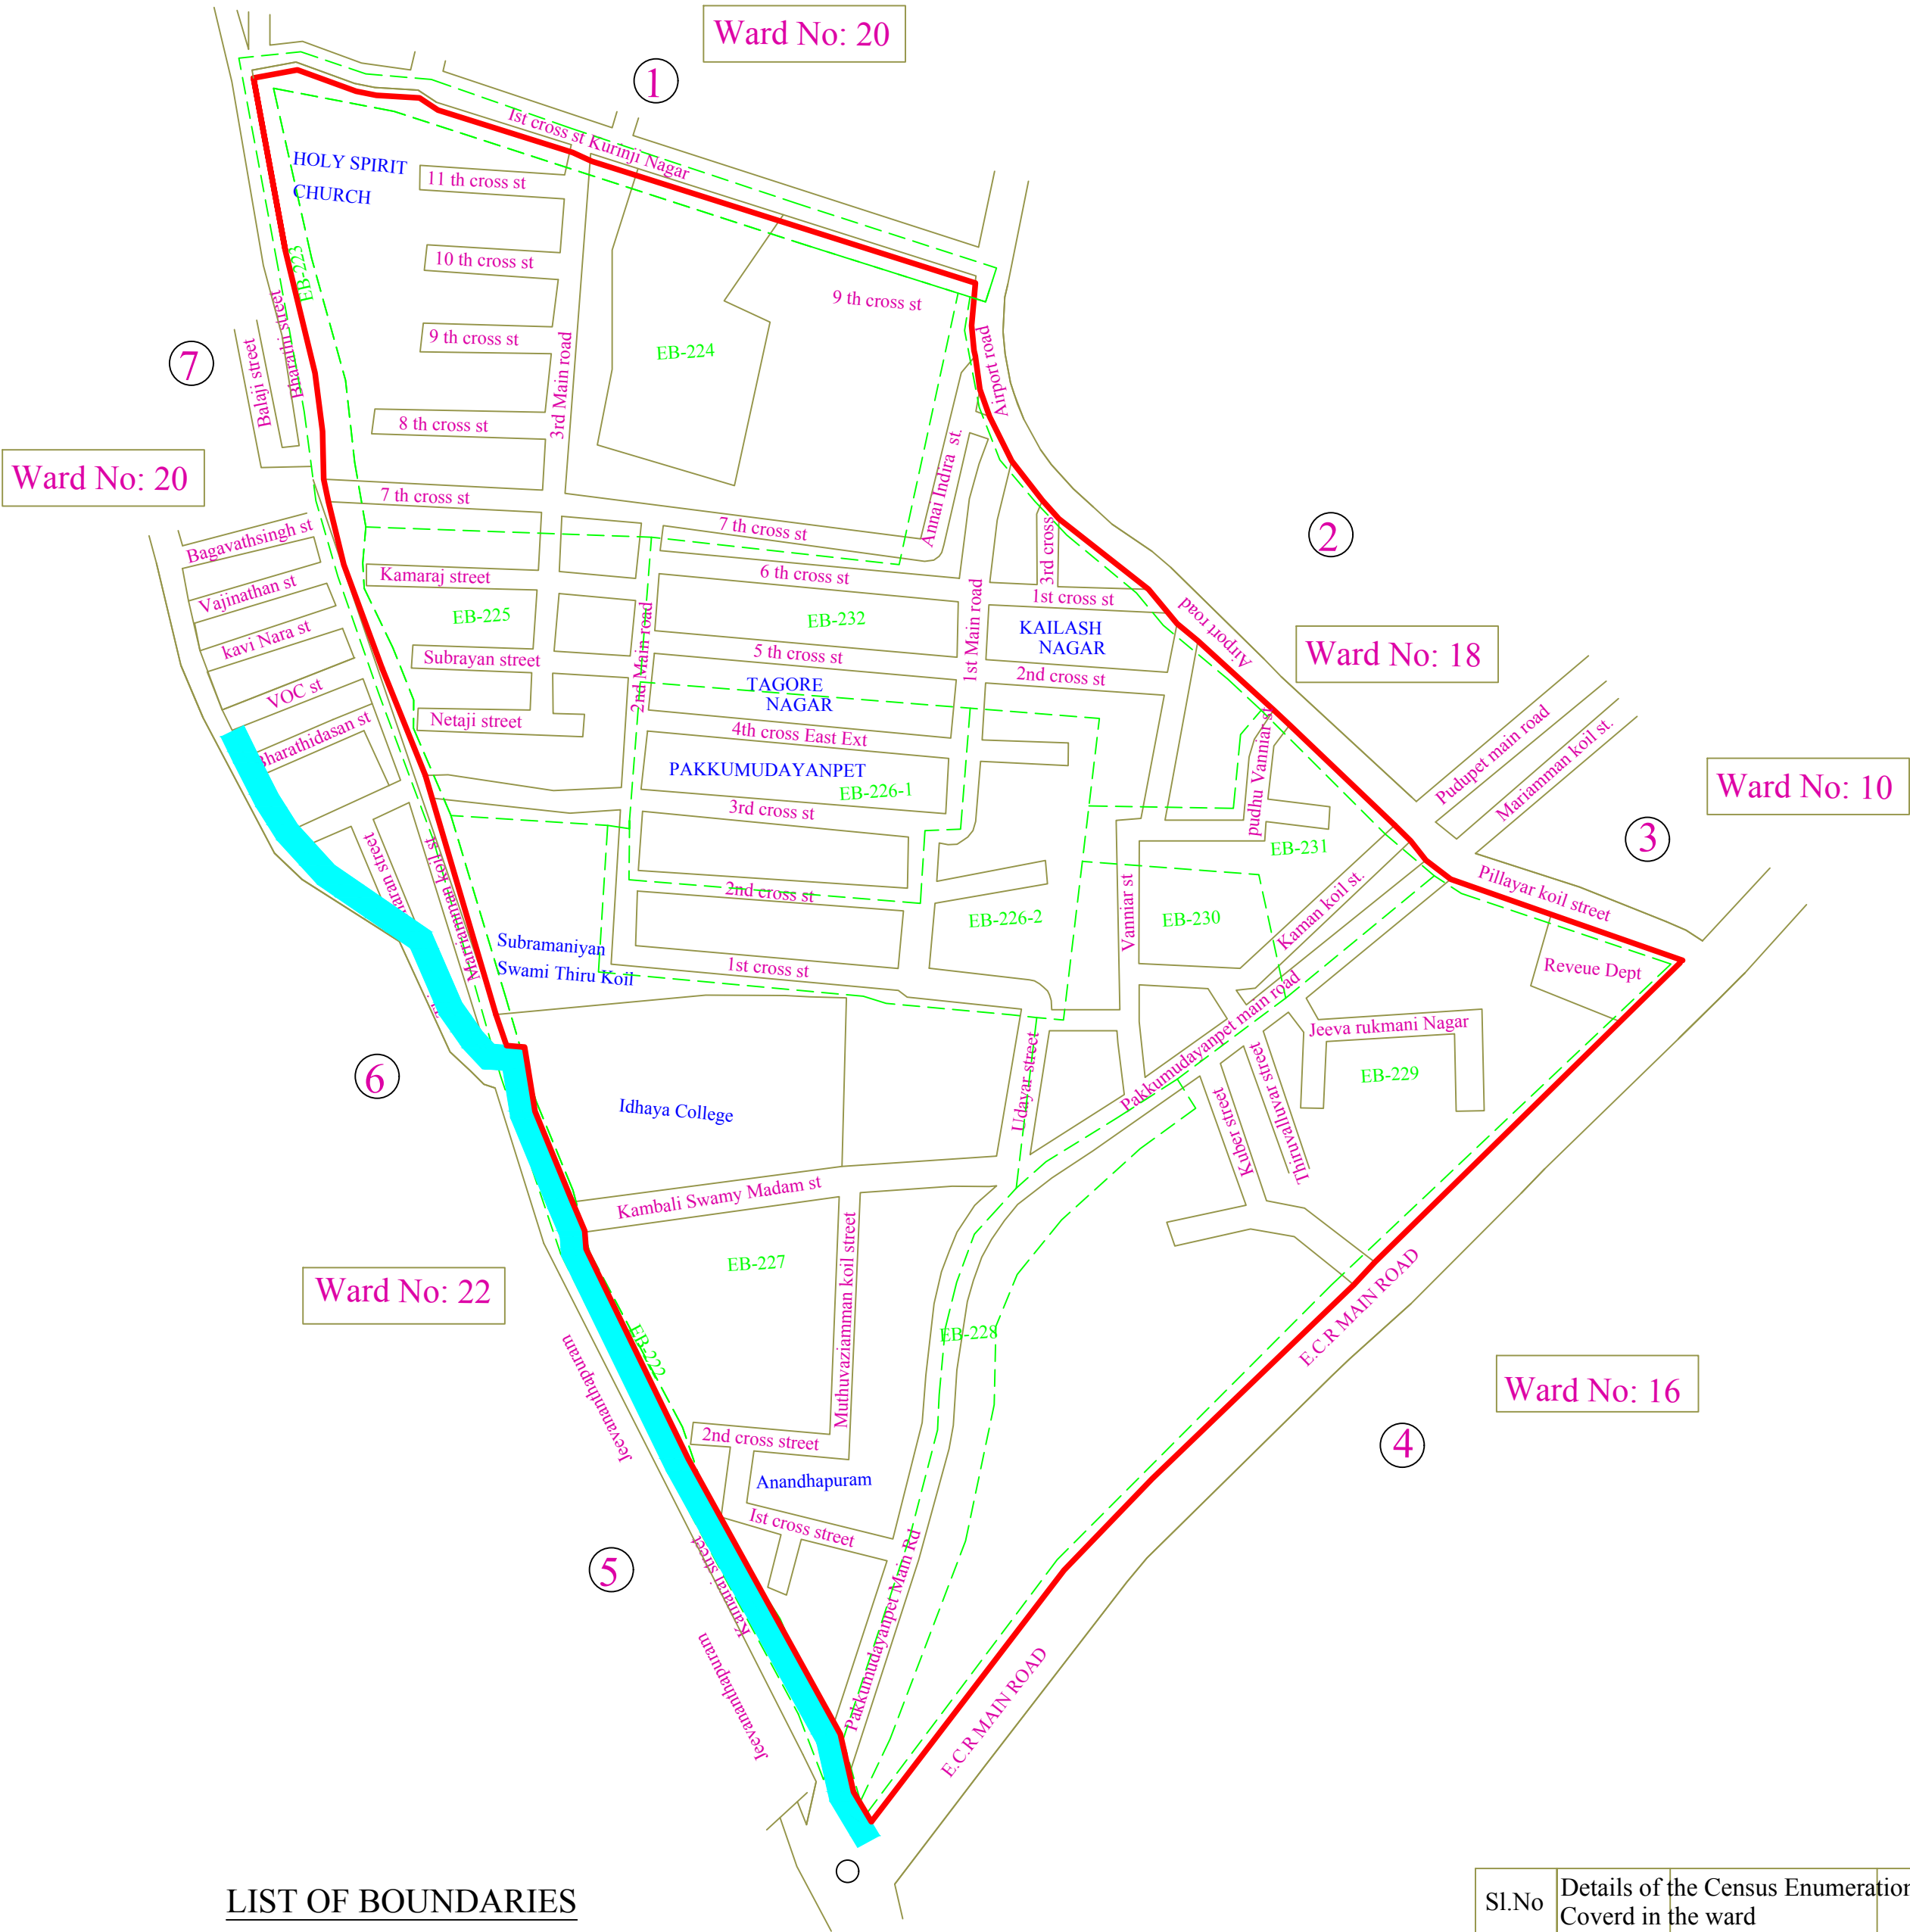 Ward No: 20
1
Ist cross st Kurinji Nagar
HOLY SPIRIT
CHURCH
11 th cross st
10 th cross st
EB-223
9 th cross st
Bharathi street
9 th cross st
3rd Main road
EB-224
Airport road
7
Balaji street
8 th cross st
Annai Indira st.
Ward No: 20
7 th cross st
7 th cross st
Bagavathsingh st
3rd cross
2
Kamaraj street
6 th cross st
Vajinathan st
1st cross st
Airport road
EB-225
EB-232
KAILASH
NAGAR
kavi Nara st
2nd Main road
1st Main road
Subrayan street
5 th cross st
Ward No: 18
2nd cross st
TAGORE
NAGAR
VOC st
Netaji street
4th cross East Ext
Bharathidasan st
pudhu Vanniar st
Pudupet main road
Mariamman koil st.
PAKKUMUDAYANPET
EB-226-1
Ward No: 10
3rd cross st
EB-231
3
Marriamman koil st
2nd cross st
Pillayar koil street
EB-226-2
Vanniar st
EB-230
Kaman koil st.
Subramaniyan
Swami Thiru Koil
1st cross st
Reveue Dept
Pakkumudayanpet main road
Jeeva rukmani Nagar
6
Udayar street
EB-229
Idhaya College
Kuber street
Thiruvalluvar street
Kambali Swamy Madam st
EB-227
Muthuvaziamman koil street
Ward No: 22
E.C.R MAIN ROAD
EB-222
EB-228
Jeevananthapuram
Ward No: 16
2nd cross street
4
Anandhapuram
Ist cross street
5
Kamaraj street
Pakkumudayanpet Main Rd
Jeevananthapuram
E.C.R MAIN ROAD
LIST OF BOUNDARIES
Sl.No
Details of the Census Enumeration
Coverd in the ward